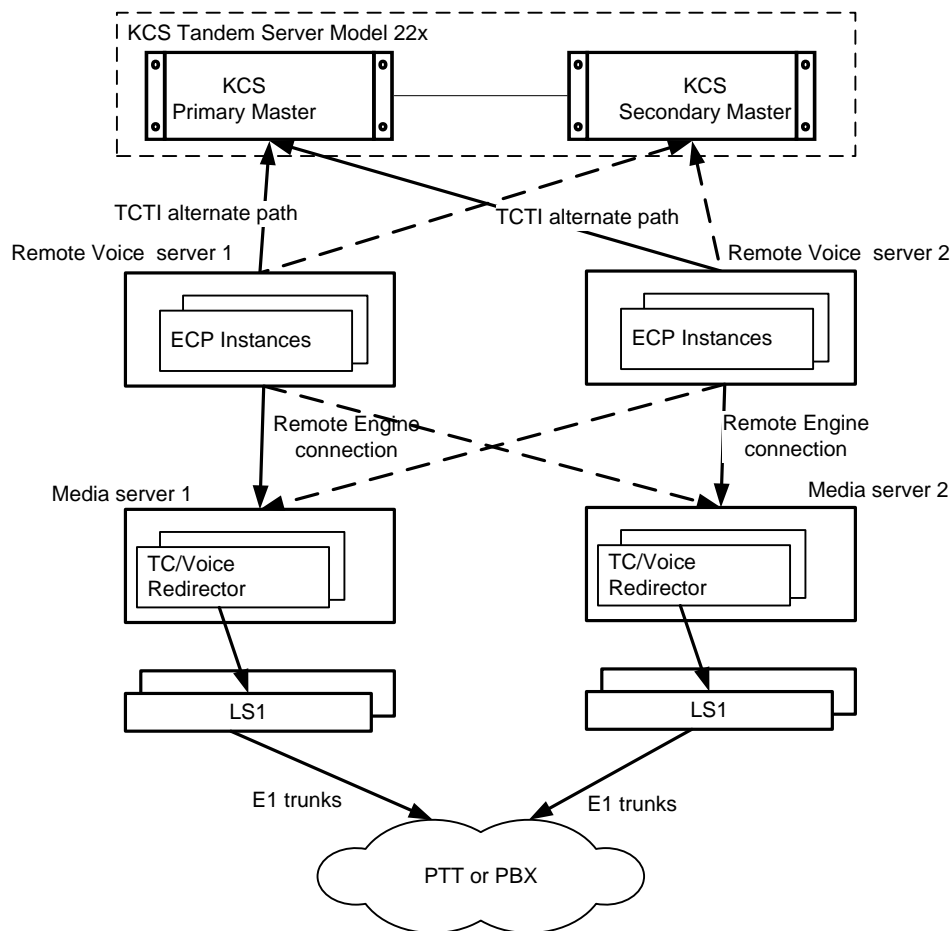 KCS Tandem Server Model 22x
KCS
Primary Master
KCS
Secondary Master
TCTI alternate path
TCTI alternate path
Remote Voice server 1
Remote Voice server 2
ECP Instances
ECP Instances
Remote Engine
connection
Remote Engine
connection
Media server 1
Media server 2
TC/Voice
Redirector
TC/Voice
Redirector
LS1
LS1
E1 trunks
E1 trunks
PTT or PBX